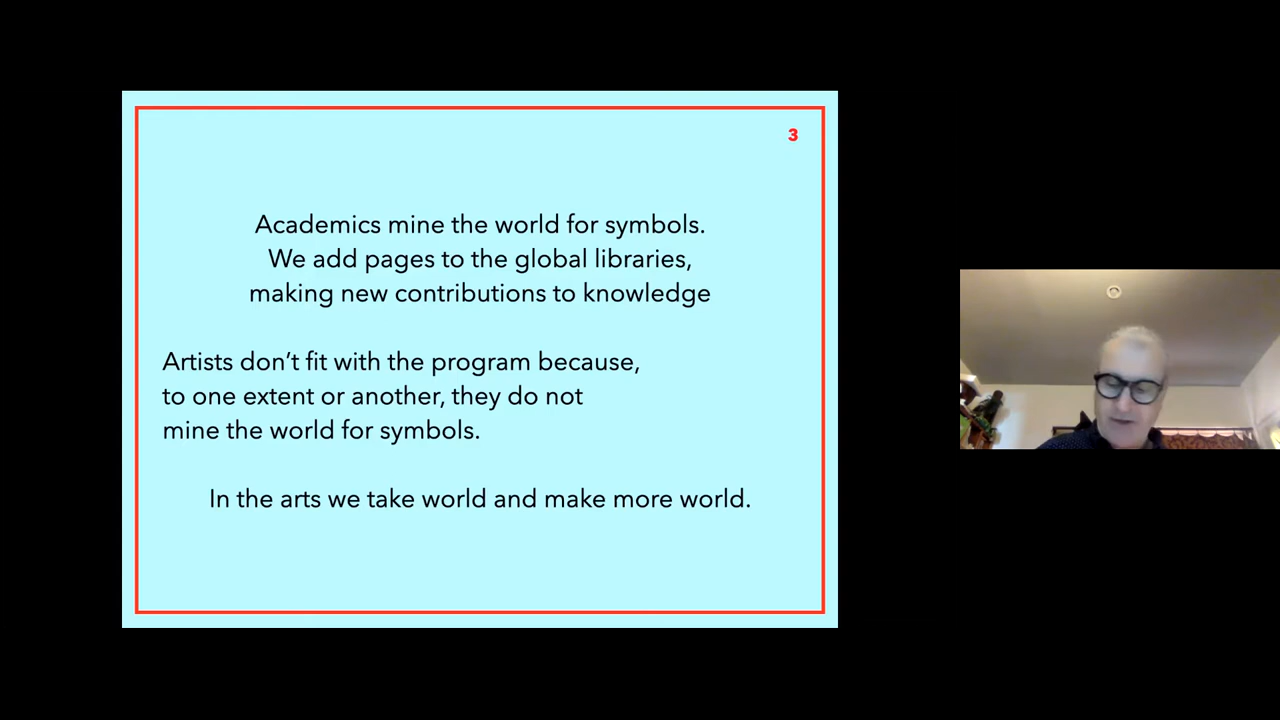 3
Academics mine the world for symbols.
We add pages to the global libraries,
making new contributions to knowledge
Artists don’t fit with the program because,
to one extent or another, they do not
mine the world for symbols.
In the arts we take world and make more world.